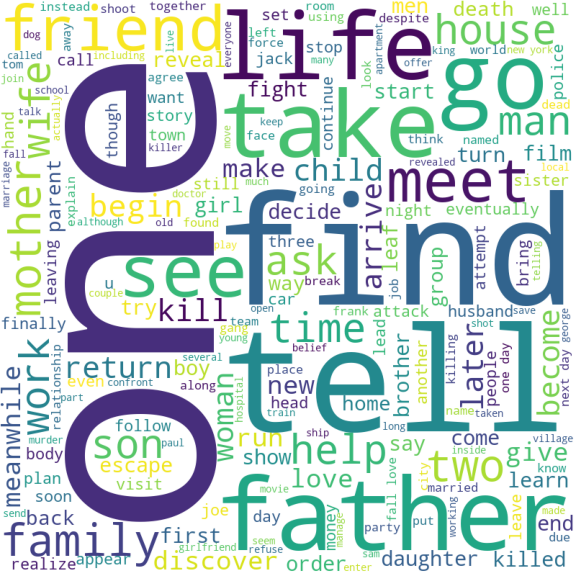 one
find
tell
father
life
take
go
friend
family
see
meet
house
man
mother
wife
work
son
help
two
time
ask
child
return
kill
begin
make
fight
woman
run
love
new
later
become
give
arrive
discover
escape
decide
girl
reveal
death
men
start
turn
film
police
story
town
want
call
parent
leaving
hand
meanwhile
finally
relationship
body
plan
soon
back
realize
appear
first
visit
follow
even
try
still
found
though
explain
although
actually
marriage
fall
talk
join
school
called
tom
dog
away
live
instead
including
shoot
together
everyone
many
room
using
set
left
force
jack
stop
continue
despite
look
apartment
king
offer
world
new york
well
dead
think
named
revealed
local
sister
night
eventually
attempt
bring
telling
group
leaf
way
car
three
break
going
keep
face
move
agree
killer
doctor
much
old
play
u
couple
open
frank
attack
job
lead
husband
save
shot
brother
another
killing
people
one day
next day
george
home
place
head
belief
train
hospital
young
gang
team
several
along
boy
confront
part
paul
murder
send
joe
day
girlfriend
seem
refuse
movie
manage
money
order
sam
enter
party
fall love
long
ship
show
say
come
name
taken
married
inside
city
put
working
leave
learn
know
village
made
due
end
daughter
killed